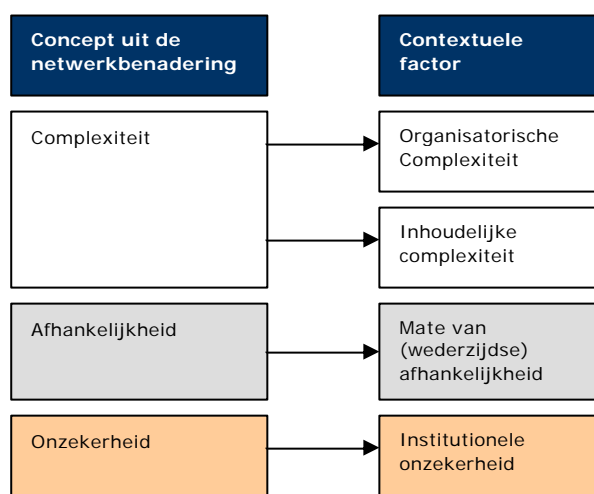 Concept uit de
netwerkbenadering
Contextuele
factor
Complexiteit
Organisatorische
Complexiteit
Inhoudelijke
complexiteit
Afhankelijkheid
Mate van
(wederzijdse)
afhankelijkheid
Onzekerheid
Institutionele
onzekerheid